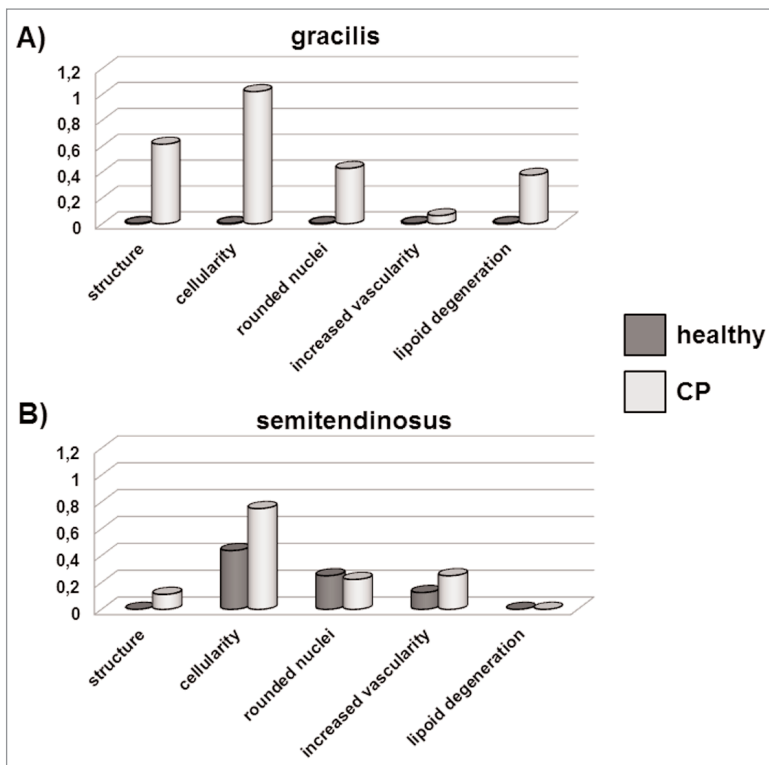 A)
gracilis
1,2
1
0,8
0,6
0,4
0,2
0
structure
cellularity
rounded nuclei
increased vascularity
lipoid degeneration
healthy
CP
B)
semitendinosus
1,2
1
0,8
0,6
0,4
0,2
0
structure
cellularity
rounded nuclei
increased vascularity
lipoid degeneration